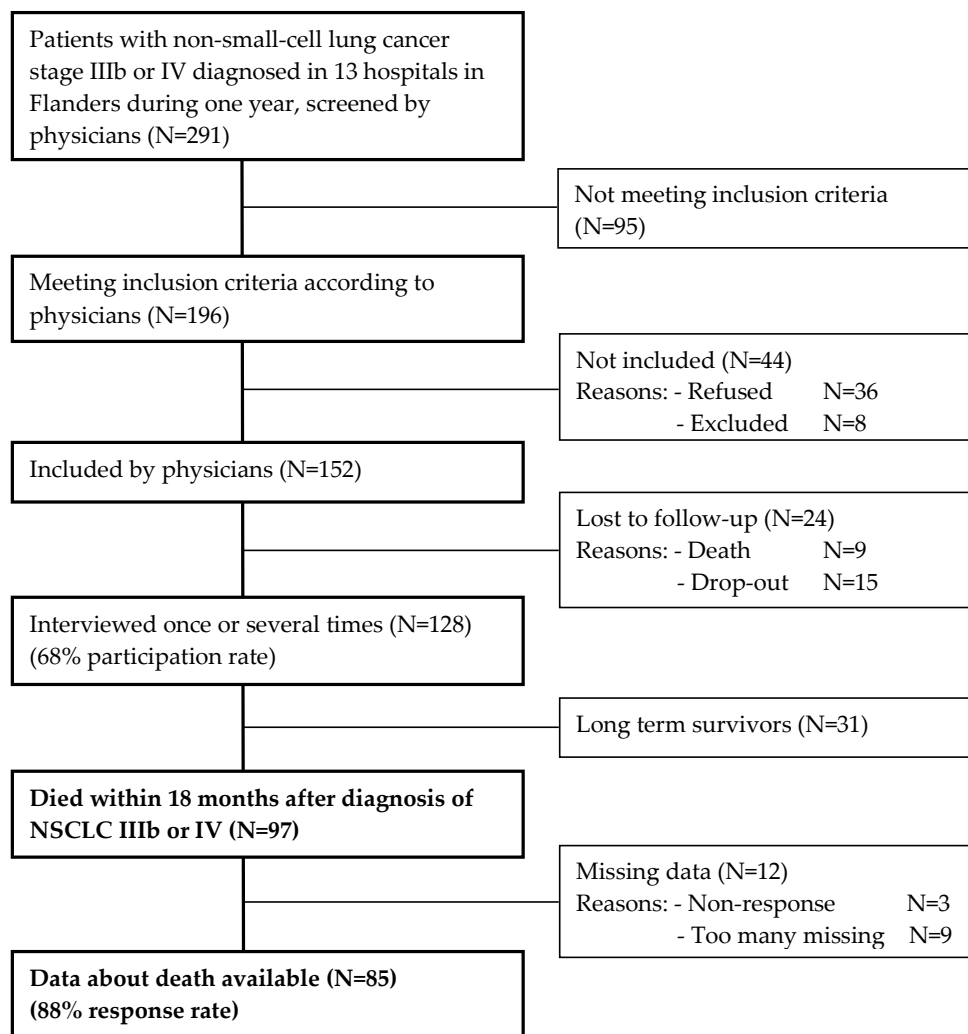 Patients with non-small-cell lung cancer
stage IIIb or IV diagnosed in 13 hospitals in
Flanders during one year, screened by
physicians (N=291)
Not meeting inclusion criteria
(N=95)
Meeting inclusion criteria according to
physicians (N=196)
Not included (N=44)
Reasons: - Refused N=36
- Excluded N=8
Included by physicians (N=152)
Lost to follow-up (N=24)
Reasons: - Death N=9
- Drop-out N=15
Interviewed once or several times (N=128)
(68% participation rate)
Long term survivors (N=31)
Died within 18 months after diagnosis of
NSCLC IIIb or IV (N=97)
Missing data (N=12)
Reasons: - Non-response N=3
- Too many missing N=9
Data about death available (N=85)
(88% response rate)